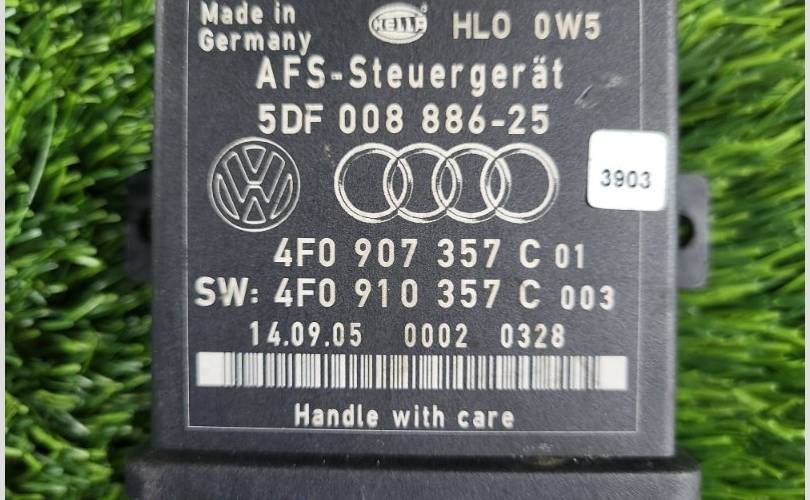 Made in
Germany
HELLA HLO 0W5
AFS-Steuergerät
5DF 008 886-25
3903
4F0 907 357 C 01
SW: 4F0 910 357 C 003
14.09.05 0002 0328
Handle with care